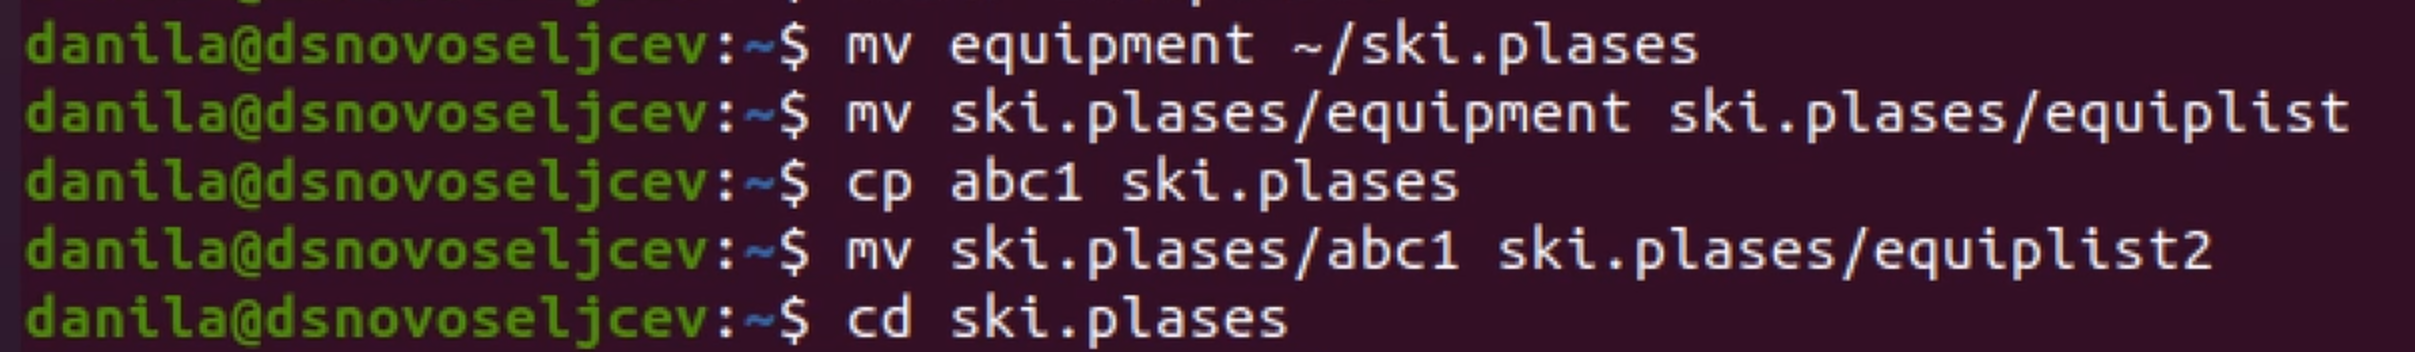 danila@dsnovoseljcev:~$ mv equipment ~/ski.plases
danila@dsnovoseljcev:~$ mv ski.plases/equipment ski.plases/equiplist
danila@dsnovoseljcev:~$ cp abc1 ski.plases
danila@dsnovoseljcev:~$ mv ski.plases/abc1 ski.plases/equiplist2
danila@dsnovoseljcev:~$ cd ski.plases